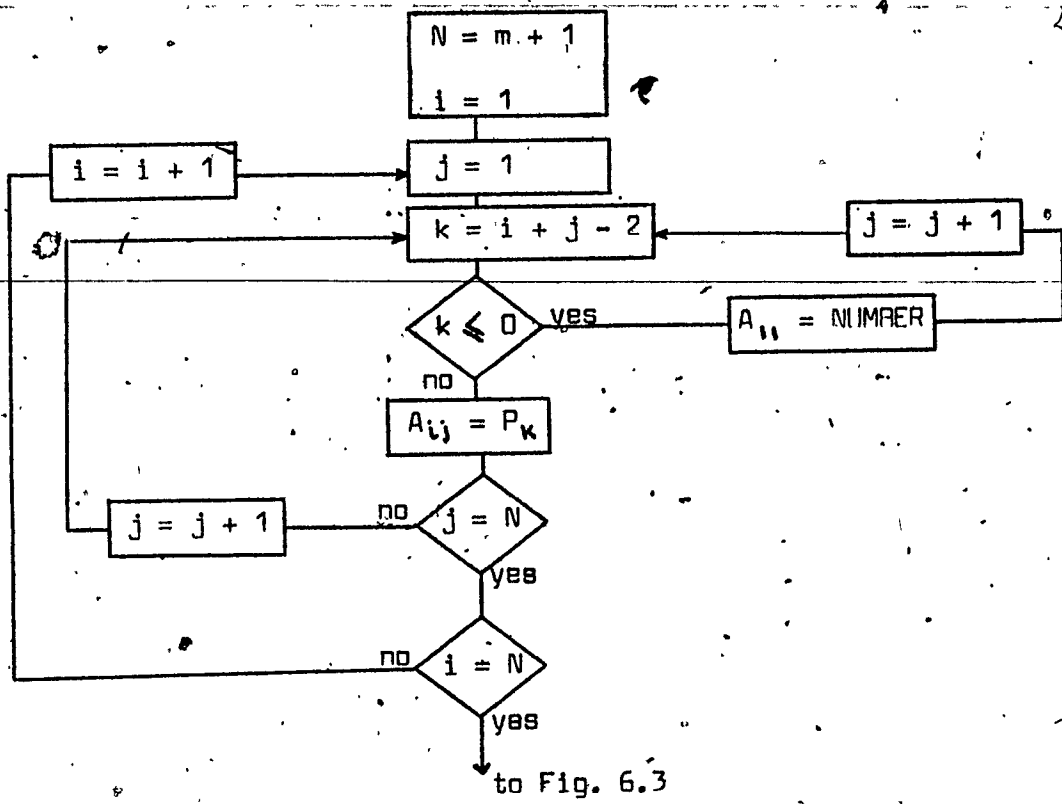 N = m + 1
i = 1
i = i + 1
j = 1
k = i + j - 2
j = j + 1
k ≤ 0
yes
A₁₁ = NUMBER
no
Aᵢⱼ = Pₖ
j = j + 1
no
j = N
yes
no
i = N
yes
to Fig. 6.3